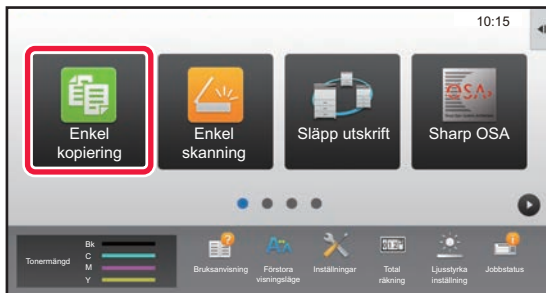 10:15
Enkel
kopiering
Enkel
skanning
Släpp utskrift
OSA
Sharp OSA
Tonermängd
Bk
C
M
Y
Bruksanvisning
Förstora
visningsläge
Inställningar
Total
räkning
Ljusstyrka
inställning
Jobbstatus